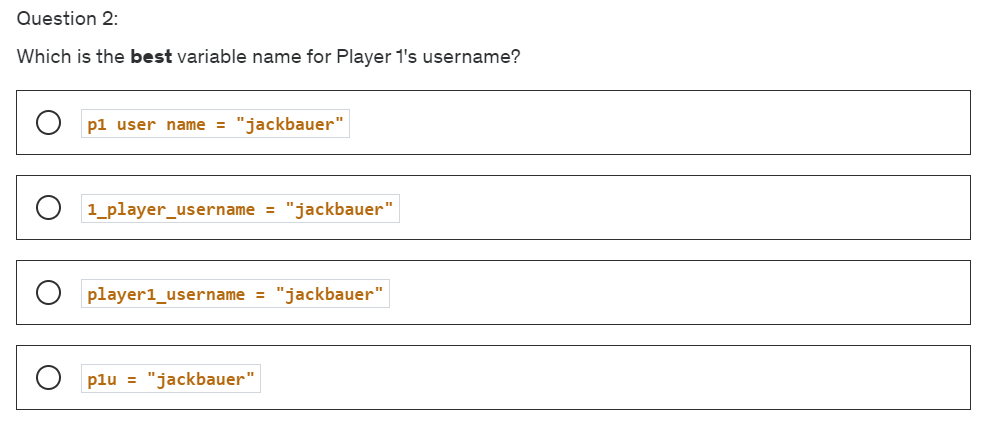 Question 2:
Which is the best variable name for Player 1's username?
p1 user name = "jackbauer"
1_player_username = "jackbauer"
player1_username = "jackbauer"
p1u = "jackbauer"